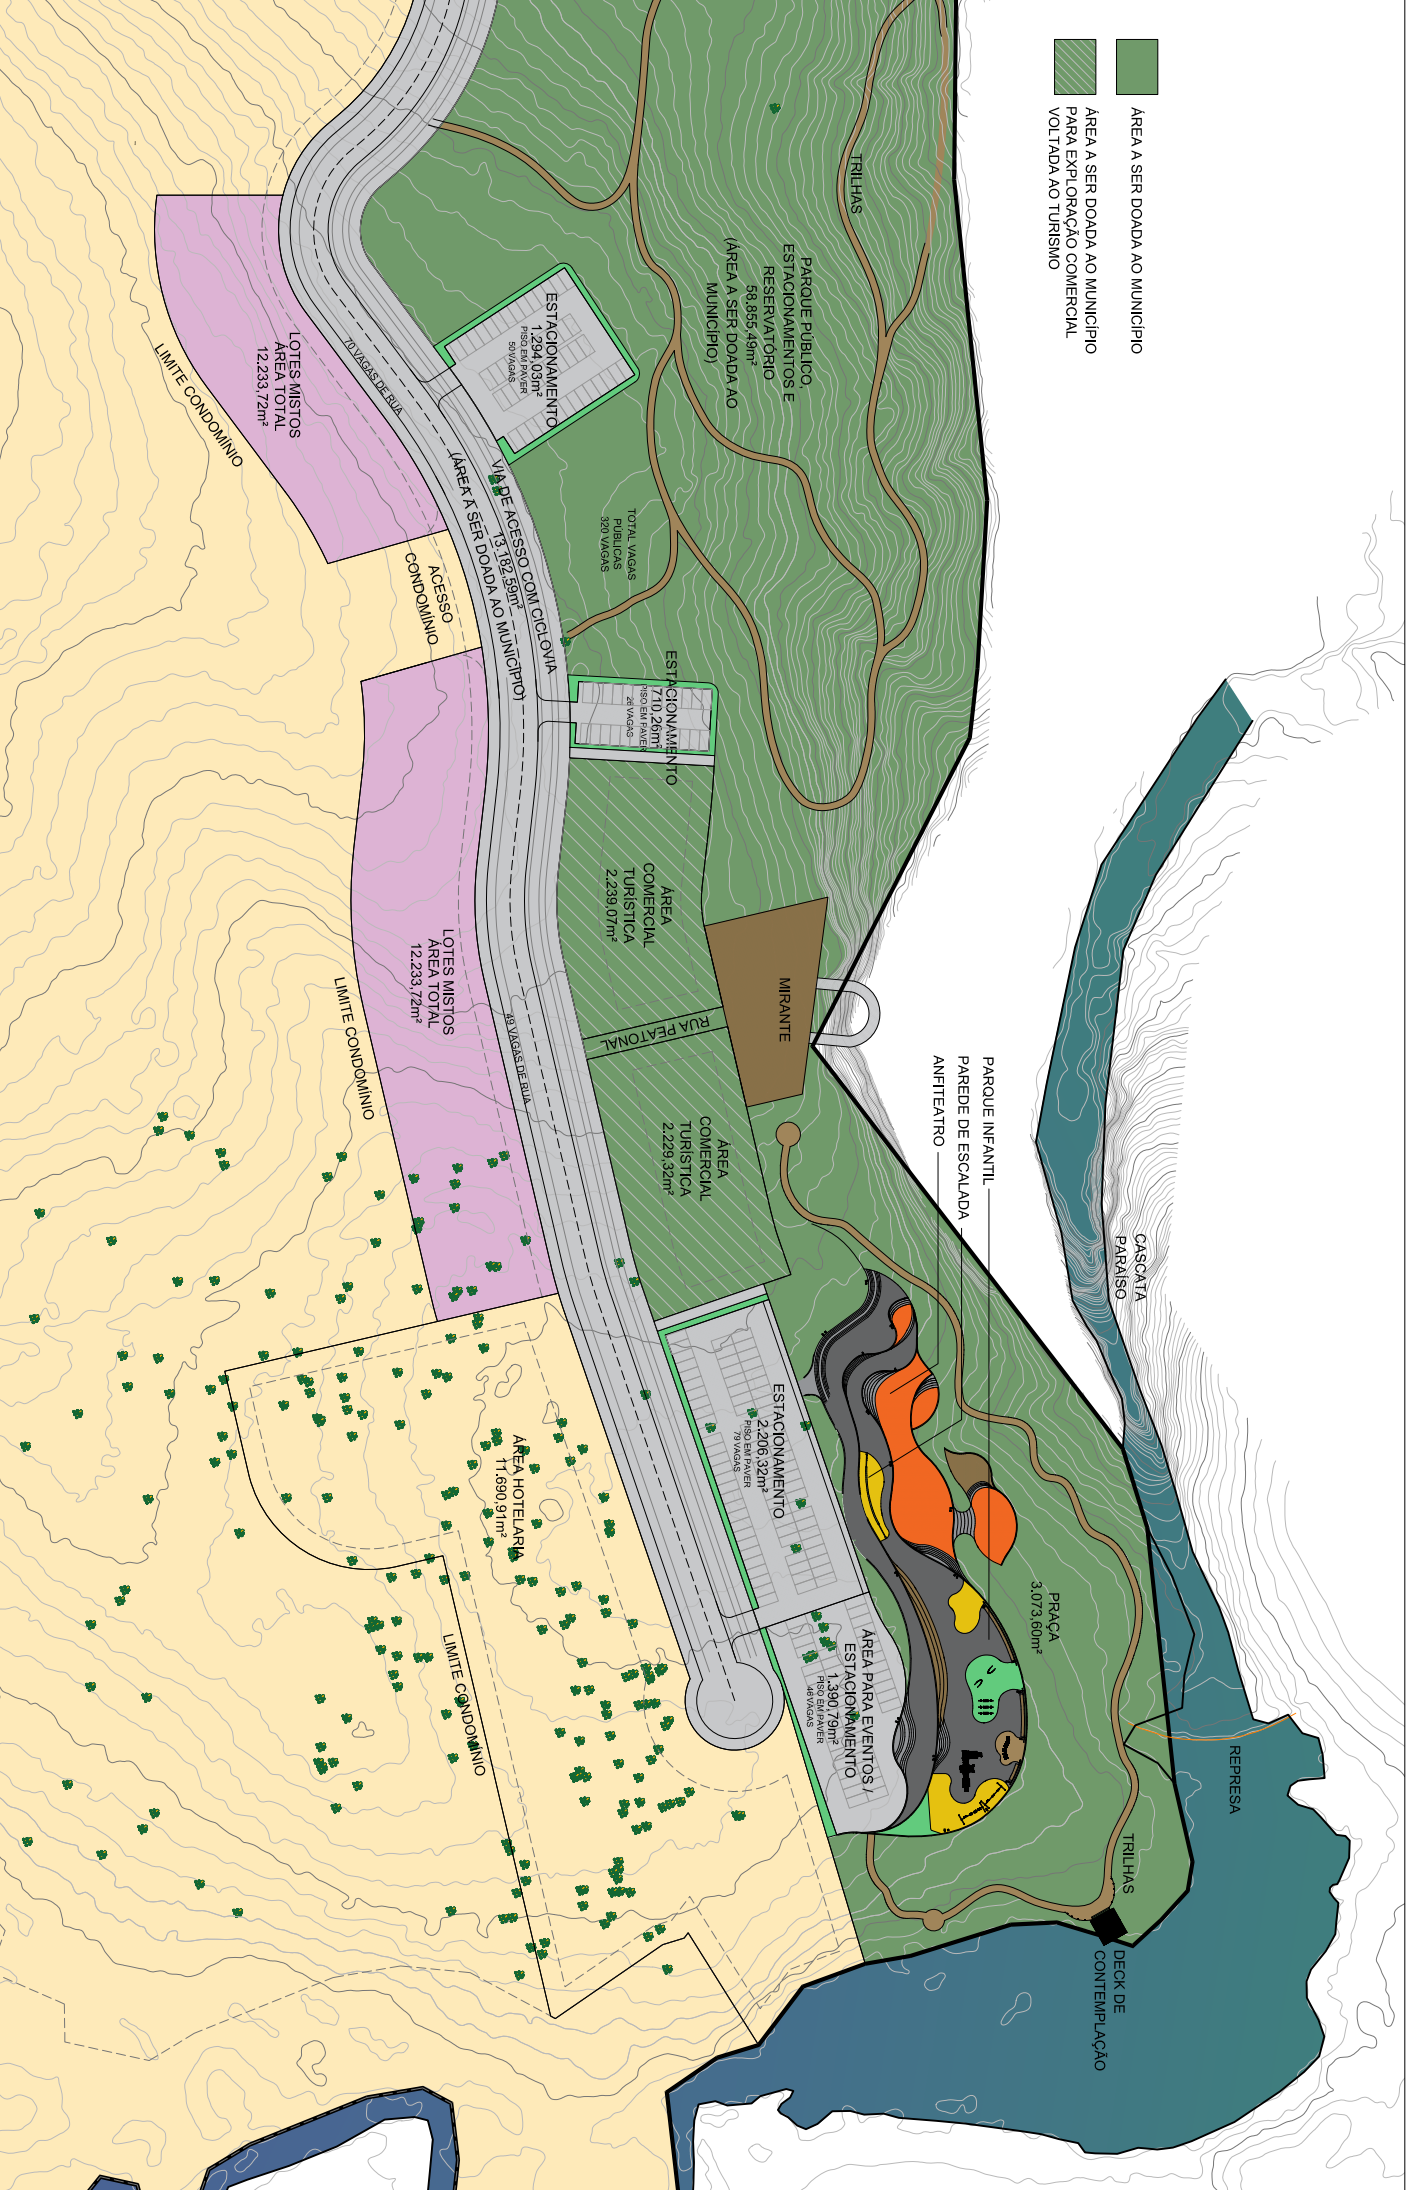 ÁREA A SER DOADA AO MUNICÍPIO
ÁREA A SER DOADA AO MUNICÍPIO
PARA EXPLORAÇÃO COMERCIAL
VOLTADA AO TURISMO
TRILHAS
PARQUE PÚBLICO,
ESTACIONAMENTOS E
RESERVATÓRIO
58.855,49m²
(ÁREA A SER DOADA AO
MUNICÍPIO)
ESTACIONAMENTO
1.294,03m²
PISO EM PAVER
50 VAGAS
70 VAGAS DE RUA
LOTES MISTOS
ÁREA TOTAL
12.233,72m²
LIMITE CONDOMÍNIO
VIA DE ACESSO COM CICLOVIA
13.182,59m²
(ÁREA A SER DOADA AO MUNICÍPIO)
TOTAL VAGAS
PÚBLICAS
320 VAGAS
ACESSO
CONDOMÍNIO
ESTACIONAMENTO
710,26m²
PISO EM PAVER
26 VAGAS
ÁREA
COMERCIAL
TURÍSTICA
2.239,07m²
MIRANTE
RUA PEATONAL
LOTES MISTOS
ÁREA TOTAL
12.233,72m²
49 VAGAS DE RUA
LIMITE CONDOMÍNIO
PARQUE INFANTIL
PAREDE DE ESCALADA
ANFITEATRO
ÁREA
COMERCIAL
TURÍSTICA
2.229,32m²
CASCATA
PARAÍSO
ESTACIONAMENTO
2.206,32m²
PISO EM PAVER
79 VAGAS
ÁREA HOTELARIA
11.690,91m²
PRAÇA
3.073,60m²
ÁREA PARA EVENTOS /
ESTACIONAMENTO
1.390,79m²
PISO EM PAVER
46 VAGAS
LIMITE CONDOMÍNIO
REPRESA
TRILHAS
DECK DE
CONTEMPLAÇÃO